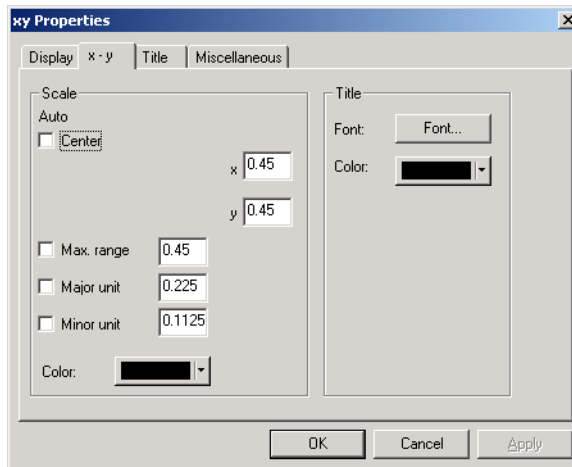 xy Properties
Display x - y Title Miscellaneous
Scale
Auto
Center
x 0.45
y 0.45
Max. range 0.45
Major unit 0.225
Minor unit 0.1125
Color:
Title
Font: Font...
Color:
OK Cancel Apply